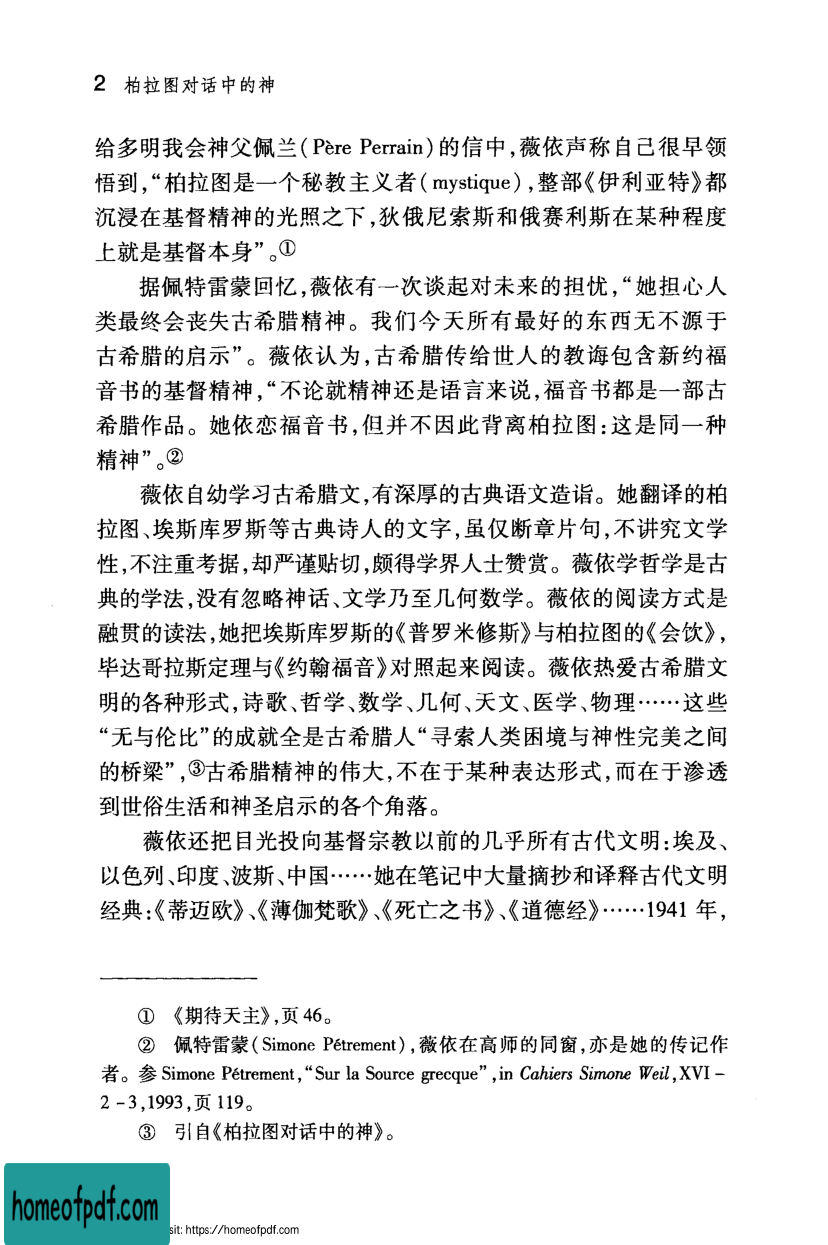 2 柏拉图对话中的神
给多明我会神父佩兰(Père Perrain)的信中,薇依声称自己很早领
悟到,“柏拉图是一个秘教主义者(mystique),整部《伊利亚特》都
沉浸在基督精神的光照之下,狄俄尼索斯和俄赛利斯在某种程度
上就是基督本身”。①
据佩特雷蒙回忆,薇依有一次谈起对未来的担忧,“她担心人
类最终会丧失古希腊精神。我们今天所有最好的东西无不源于
古希腊的启示”。薇依认为,古希腊传给世人的教诲包含新约福
音书的基督精神,“不论就精神还是语言来说,福音书都是一部古
希腊作品。她依恋福音书,但并不因此背离柏拉图:这是同一种
精神”。②
薇依自幼学习古希腊文,有深厚的古典语文造诣。她翻译的柏
拉图、埃斯库罗斯等古典诗人的文字,虽仅断章片句,不讲究文学
性,不注重考据,却严谨贴切,颇得学界人士赞赏。薇依学哲学是古
典的学法,没有忽略神话、文学乃至几何数学。薇依的阅读方式是
融贯的读法,她把埃斯库罗斯的《普罗米修斯》与柏拉图的《会饮》,
毕达哥拉斯定理与《约翰福音》对照起来阅读。薇依热爱古希腊文
明的各种形式,诗歌、哲学、数学、几何、天文、医学、物理……这些
“无与伦比”的成就全是古希腊人“寻索人类困境与神性完美之间
的桥梁”,③古希腊精神的伟大,不在于某种表达形式,而在于渗透
到世俗生活和神圣启示的各个角落。
薇依还把目光投向基督宗教以前的几乎所有古代文明:埃及、
以色列、印度、波斯、中国……她在笔记中大量摘抄和译释古代文明
经典:《蒂迈欧》、《薄伽梵歌》、《死亡之书》、《道德经》……1941 年,
① 《期待天主》,页 46。
② 佩特雷蒙(Simone Pétrement),薇依在高师的同窗,亦是她的传记作
者。参 Simone Pétrement,“Sur la Source grecque”,in Cahiers Simone Weil,XVI－
2－3,1993,页 119。
③ 引自《柏拉图对话中的神》。
homeofpdf.com
sit: https://homeofpdf.com